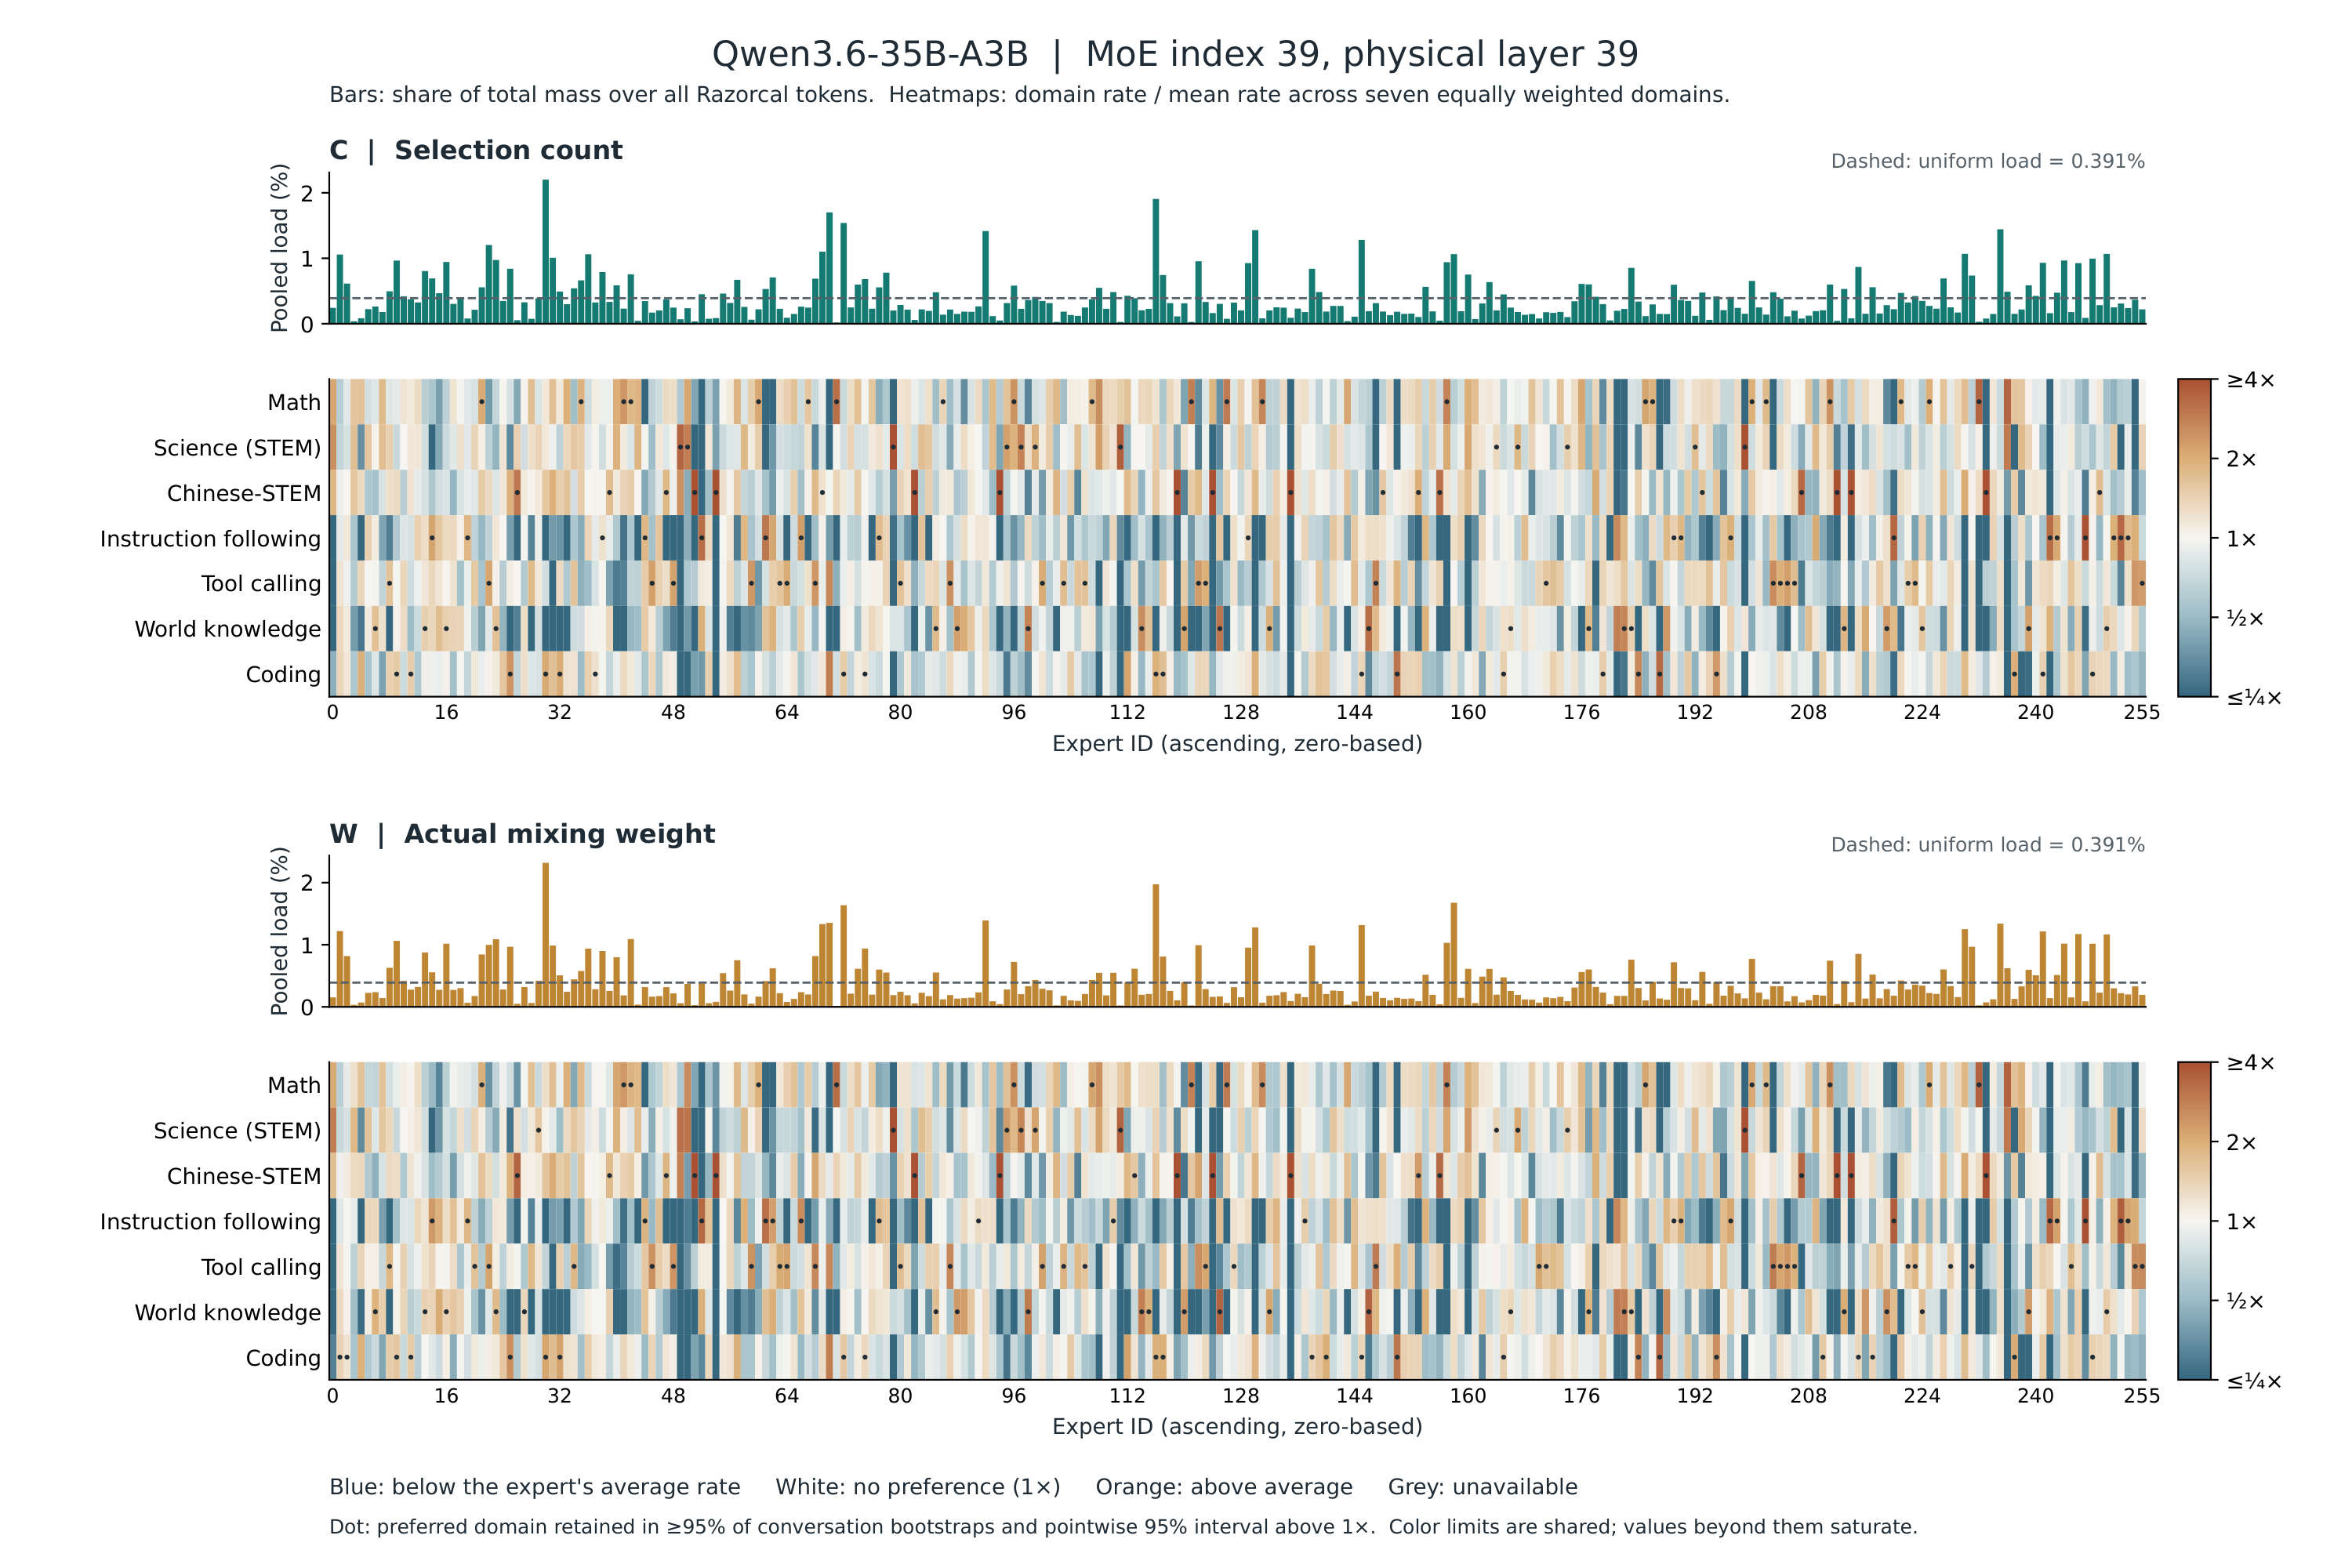 Qwen3.6-35B-A3B | MoE index 39, physical layer 39
Bars: share of total mass over all Razorcal tokens. Heatmaps: domain rate / mean rate across seven equally weighted domains.
C | Selection count
Dashed: uniform load = 0.391%
Pooled load (%)
2
1
0
Math
Science (STEM)
Chinese-STEM
Instruction following
Tool calling
World knowledge
Coding
≥4×
2×
1×
½×
≤¼×
0 16 32 48 64 80 96 112 128 144 160 176 192 208 224 240 255
Expert ID (ascending, zero-based)
W | Actual mixing weight
Dashed: uniform load = 0.391%
Pooled load (%)
2
1
0
Math
Science (STEM)
Chinese-STEM
Instruction following
Tool calling
World knowledge
Coding
≥4×
2×
1×
½×
≤¼×
0 16 32 48 64 80 96 112 128 144 160 176 192 208 224 240 255
Expert ID (ascending, zero-based)
Blue: below the expert's average rate White: no preference (1×) Orange: above average Grey: unavailable
Dot: preferred domain retained in ≥95% of conversation bootstraps and pointwise 95% interval above 1×. Color limits are shared; values beyond them saturate.